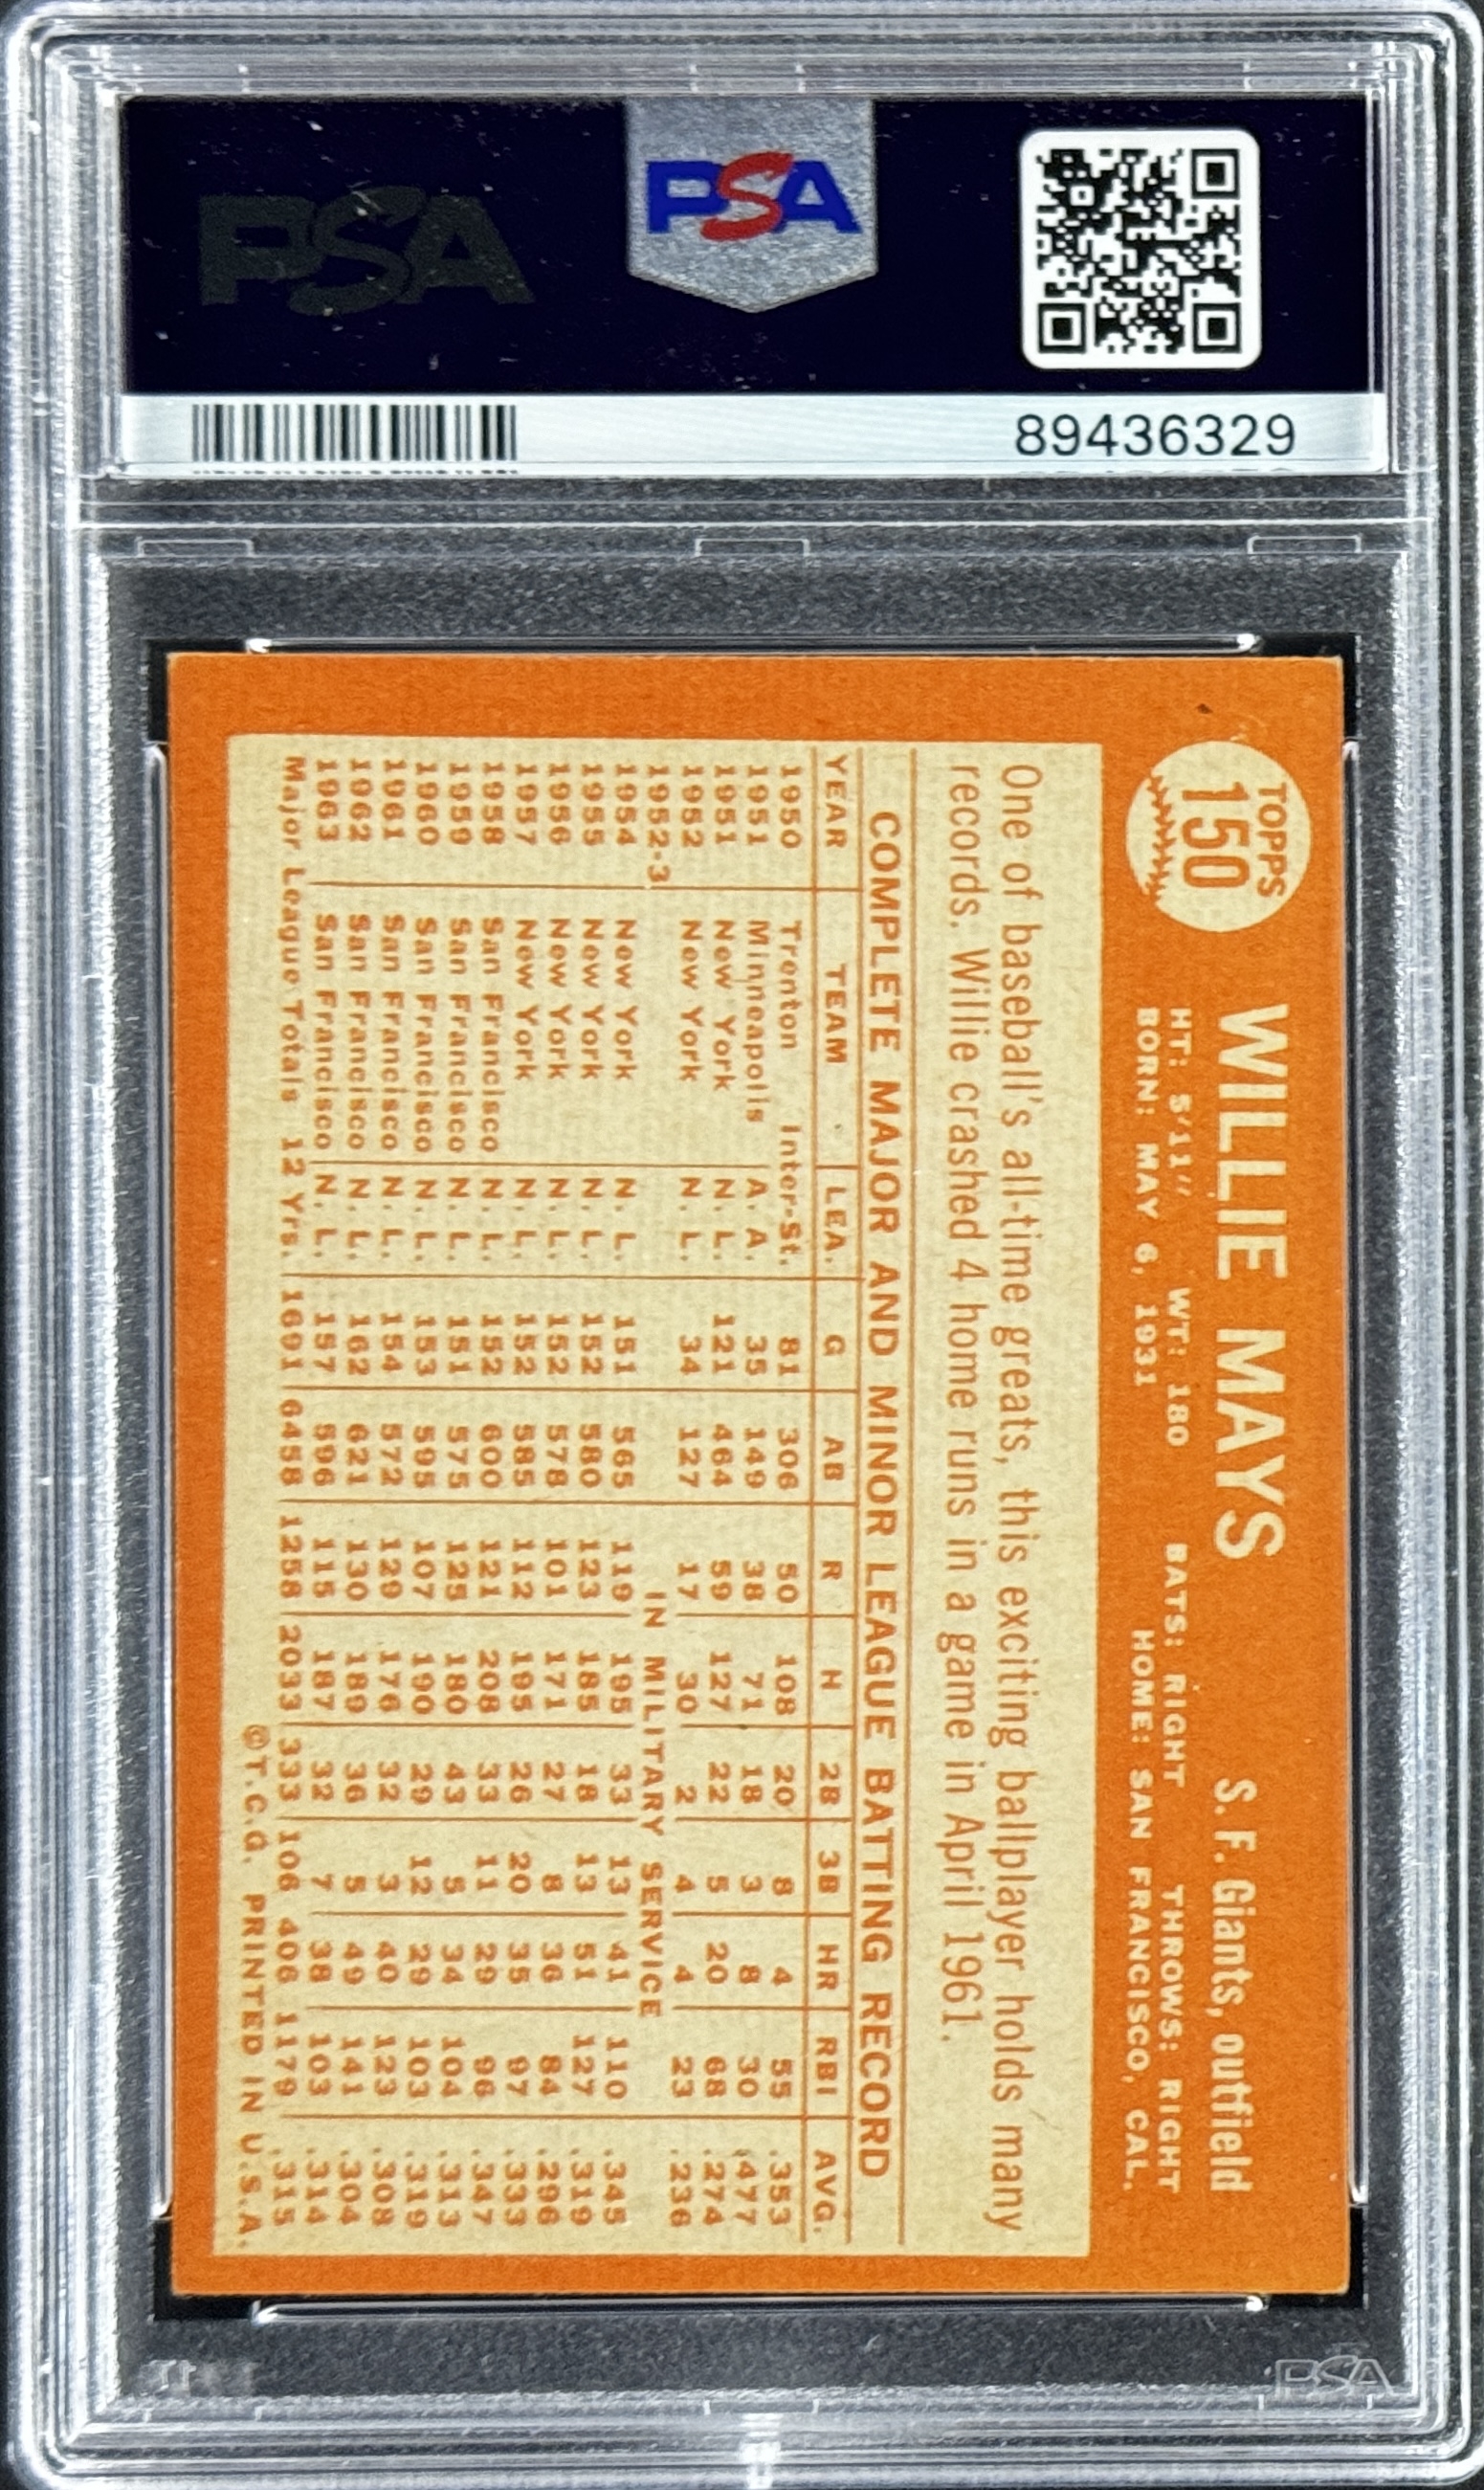 PSA
PSA
89436329
TOPPS
150
WILLIE MAYS
S. F. Giants, outfield
HT: 5'11" WT: 180 BATS: RIGHT THROWS: RIGHT
BORN: MAY 6, 1931 HOME: SAN FRANCISCO, CAL.
One of baseball's all-time greats, this exciting ballplayer holds many
records. Willie crashed 4 home runs in a game in April 1961.
COMPLETE MAJOR AND MINOR LEAGUE BATTING RECORD
YEAR TEAM LEA. G AB R H 2B 3B HR RBI AVG.
1950 Trenton Inter-St. 81 306 50 108 20 8 4 55 .353
1951 Minneapolis A. A. 35 149 38 71 18 3 8 30 .477
1951 New York N. L. 121 464 59 127 22 5 20 68 .274
1952 New York N. L. 34 127 17 30 2 4 4 23 .236
1952-3 IN MILITARY SERVICE
1954 New York N. L. 151 565 119 195 33 13 41 110 .345
1955 New York N. L. 152 580 123 185 18 13 51 127 .319
1956 New York N. L. 152 578 101 171 27 8 36 84 .296
1957 New York N. L. 152 585 112 195 26 20 35 97 .333
1958 San Francisco N. L. 152 600 121 208 33 11 29 96 .347
1959 San Francisco N. L. 151 575 125 180 43 5 34 104 .313
1960 San Francisco N. L. 153 595 107 190 29 12 29 103 .319
1961 San Francisco N. L. 154 572 129 176 32 3 40 123 .308
1962 San Francisco N. L. 162 621 130 189 36 5 49 141 .304
1963 San Francisco N. L. 157 596 115 187 32 7 38 103 .314
Major League Totals 12 Yrs. 1691 6458 1258 2033 333 106 406 1179 .315
©T.C.G. PRINTED IN U.S.A.
PSA